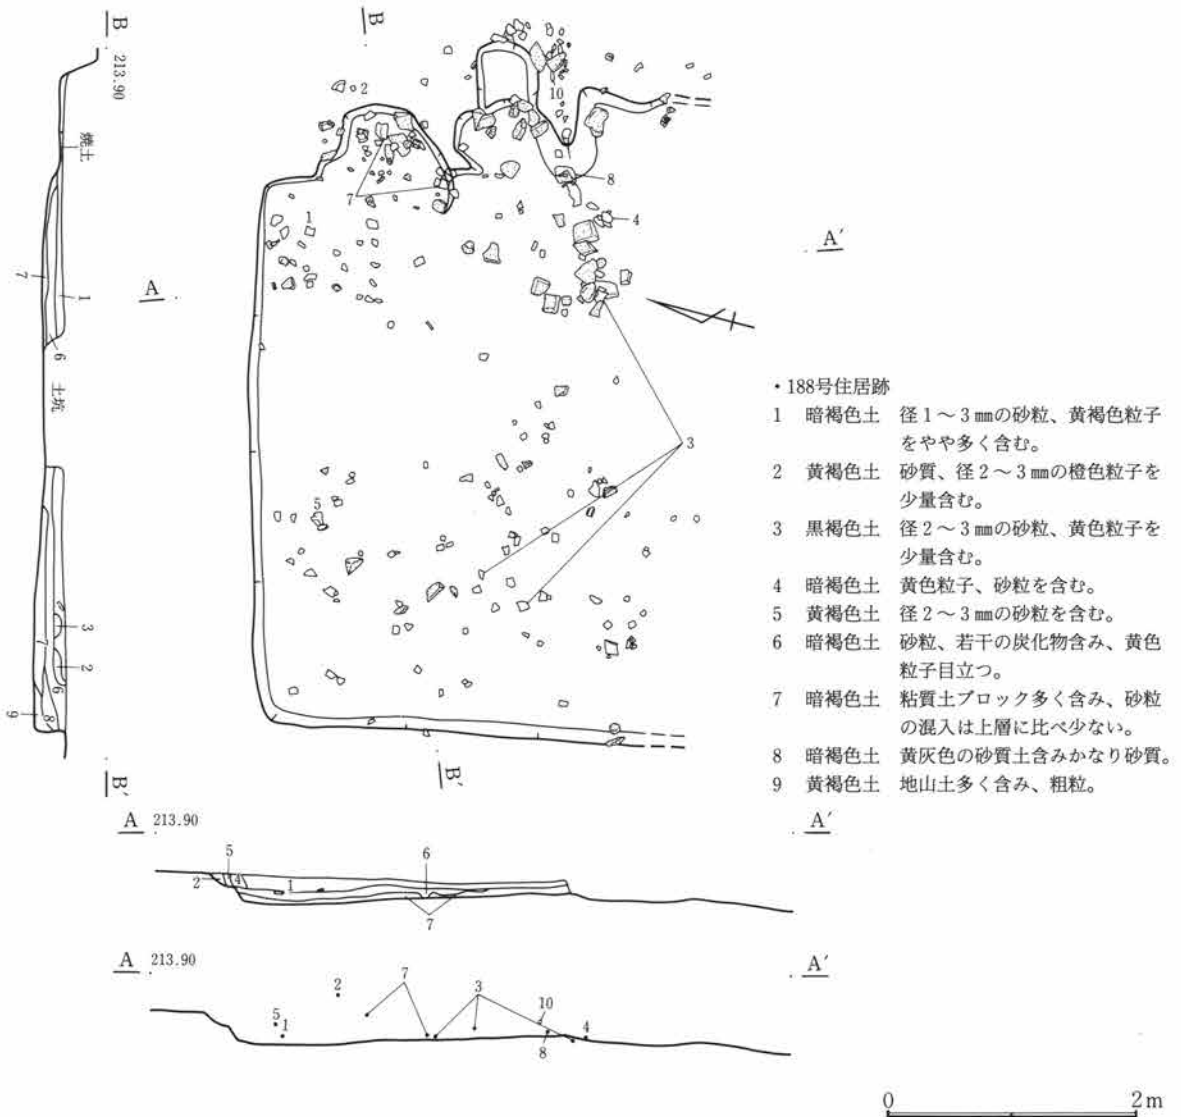 B
213.90
焼土
7
1
6
土坑
3
7
2
6
9
8
B′
B
2
10
7
8
1
4
A′
A
3
5
B′
・188号住居跡
1 暗褐色土 径1～3㎜の砂粒、黄褐色粒子
をやや多く含む。
2 黄褐色土 砂質、径2～3㎜の橙色粒子を
少量含む。
3 黒褐色土 径2～3㎜の砂粒、黄色粒子を
少量含む。
4 暗褐色土 黄色粒子、砂粒を含む。
5 黄褐色土 径2～3㎜の砂粒を含む。
6 暗褐色土 砂粒、若干の炭化物含み、黄色
粒子目立つ。
7 暗褐色土 粘質土ブロック多く含み、砂粒
の混入は上層に比べ少ない。
8 暗褐色土 黄灰色の砂質土含みかなり砂質。
9 黄褐色土 地山土多く含み、粗粒。
A 213.90 A′
5 6
2 4 1
7
A 213.90 A′
2 7 3
5 1 10 4
8
0 2m